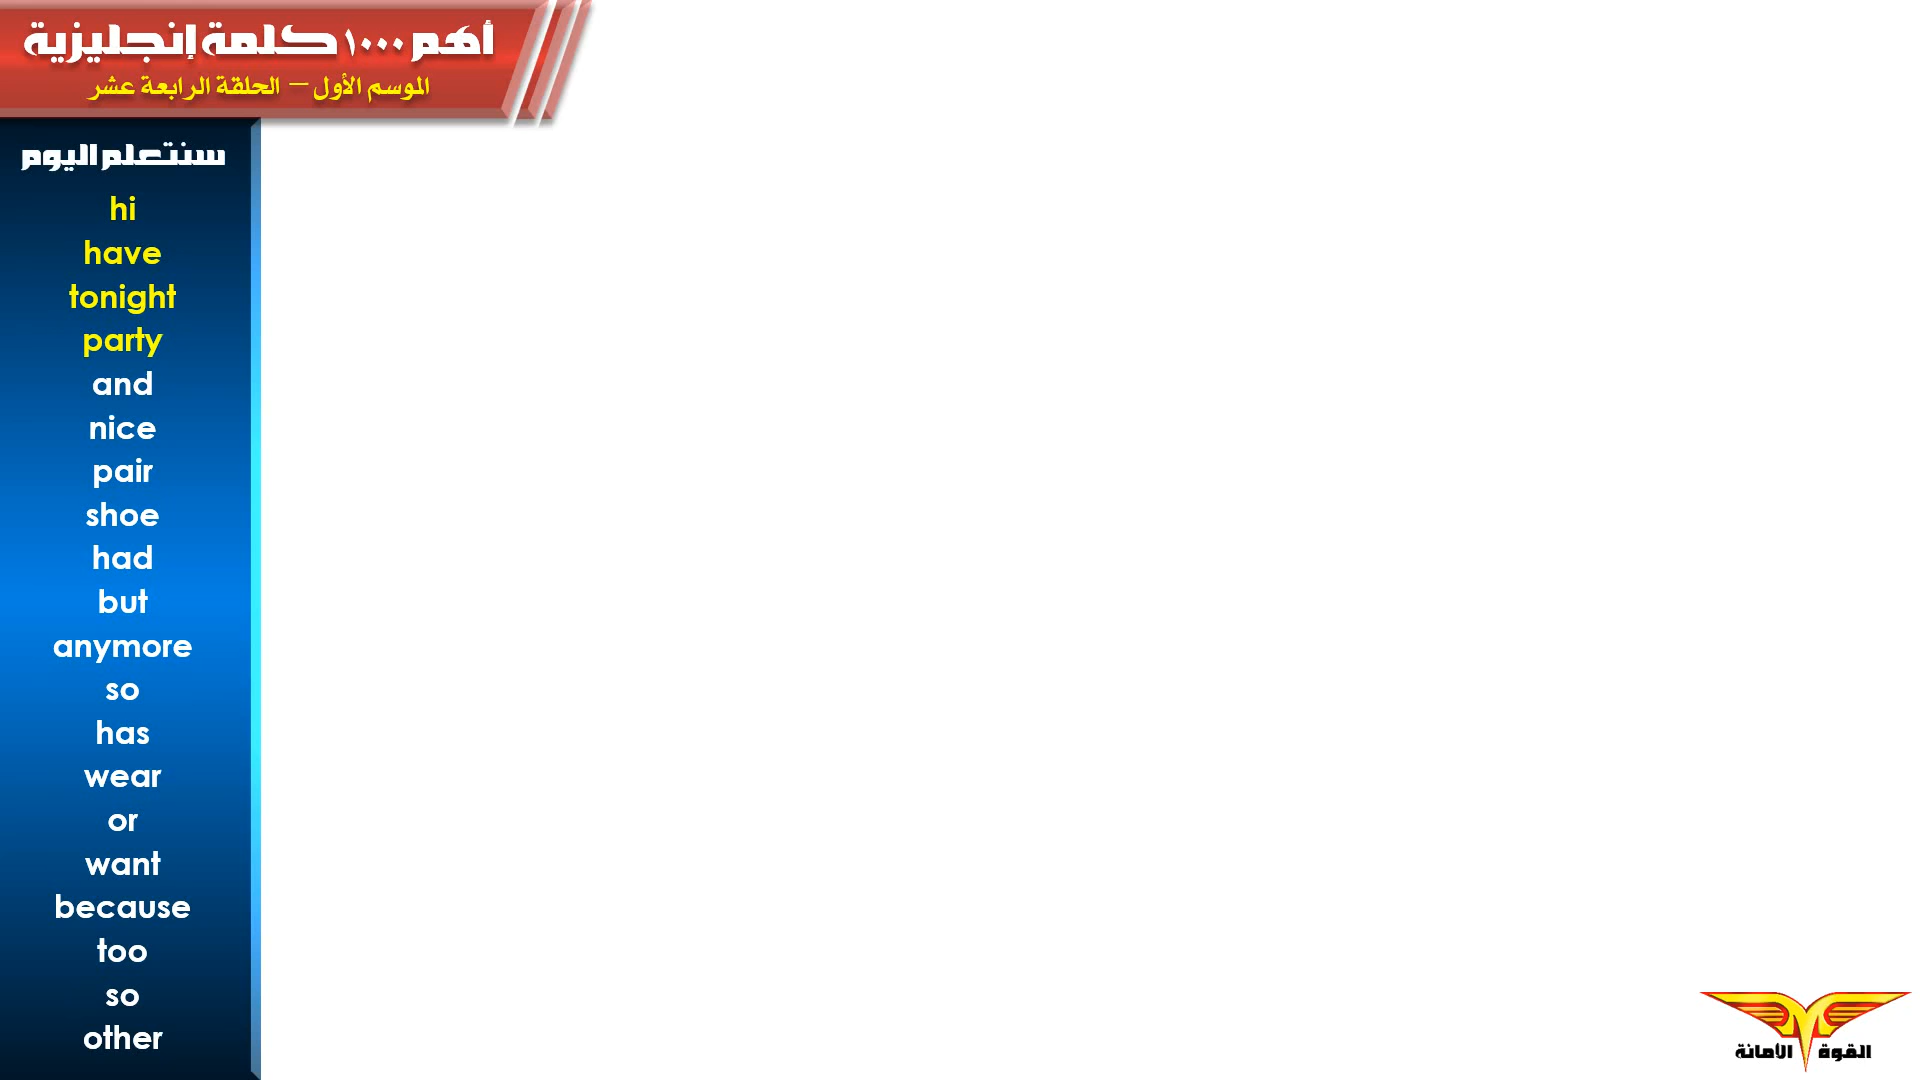 أهم ١٠٠٠ كلمة إنجليزية
الموسم الأول – الحلقة الرابعة عشر
سنتعلم اليوم
hi
have
tonight
party
and
nice
pair
shoe
had
but
anymore
so
has
wear
or
want
because
too
so
other
القوة الأمانة